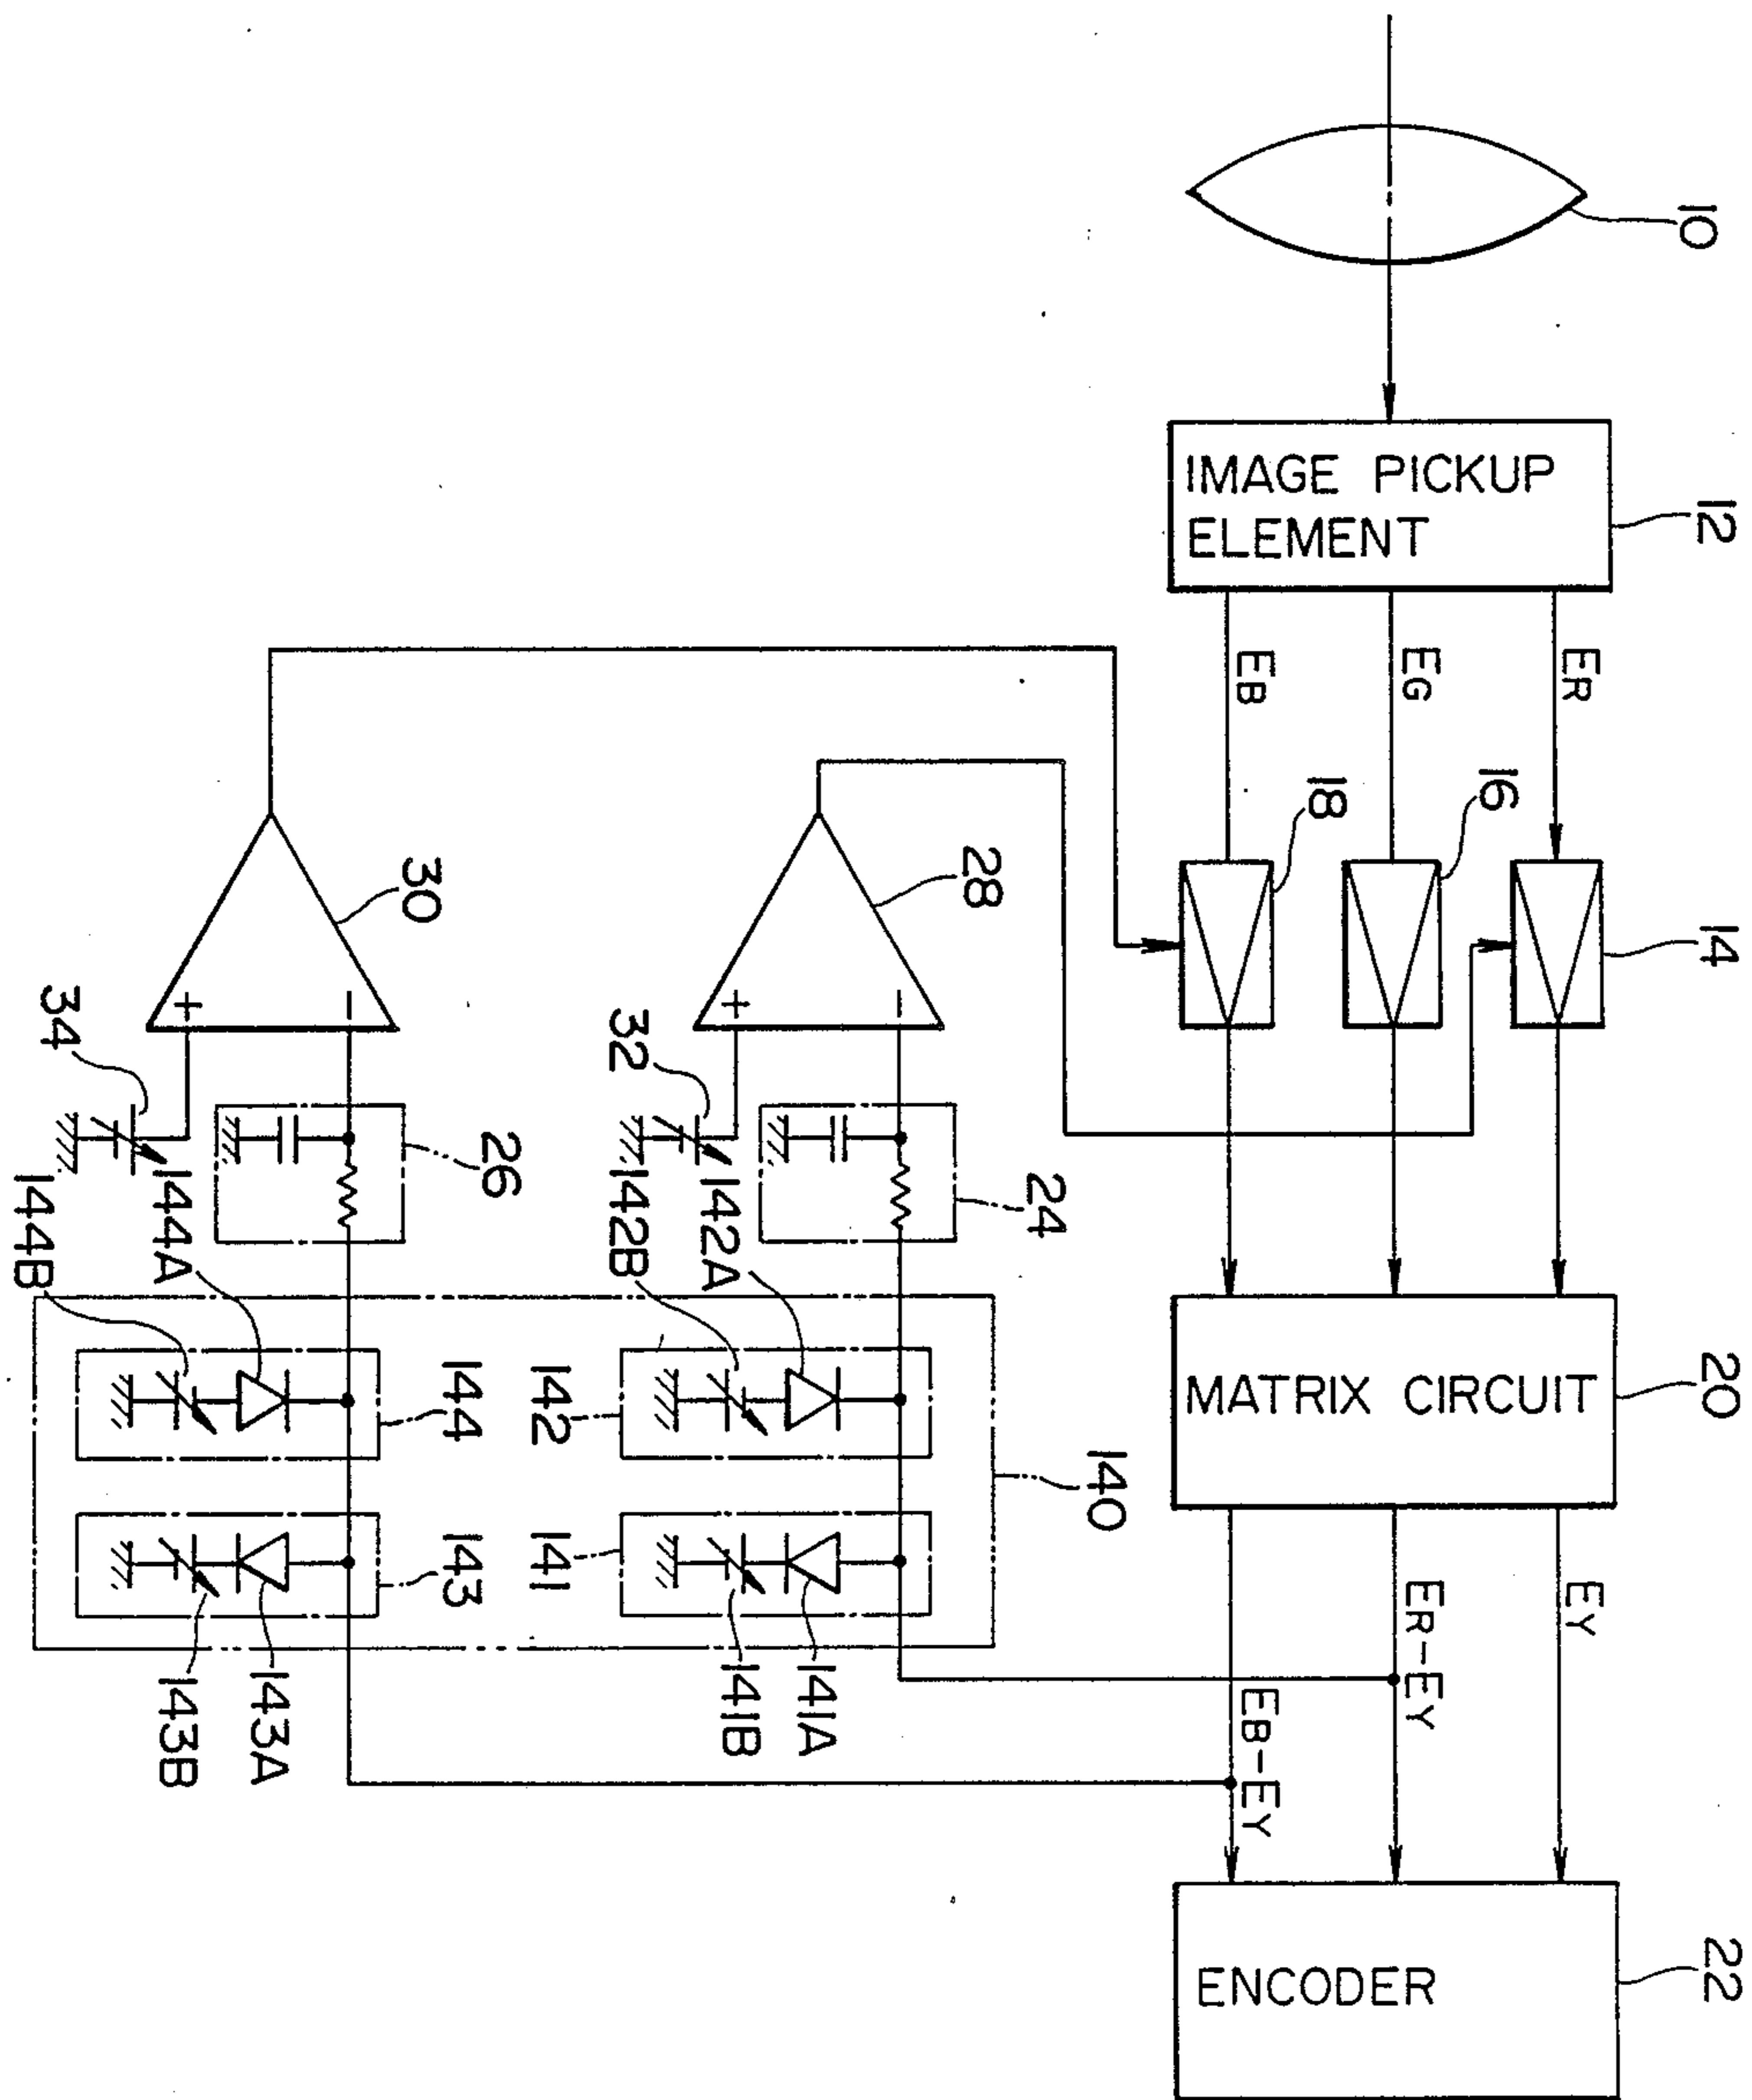 10
12
14
20
22
IMAGE PICKUP
ELEMENT
ER
EG
EB
16
18
MATRIX CIRCUIT
EY
ER-EY
EB-EY
ENCODER
28
+
−
32
24
142A
142B
142
141
140
141A
141B
30
+
−
34
26
144A
144B
144
143
143A
143B